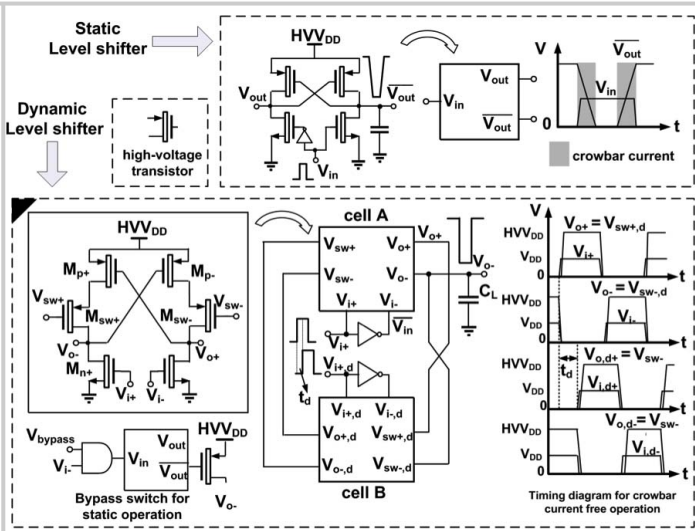 Static
Level shifter
Dynamic
Level shifter
high-voltage
transistor
HVV_DD
V_out
V̅_out
V_in
V_in
V_out
V̅_out
V
V̅_out
V_in
0
t
crowbar current
HVV_DD
M_p+
M_p-
V_sw+
M_sw+
M_sw-
V_sw-
V_o-
V_o+
M_n+
V_i+
V_i-
V_bypass
V_i-
V_in
V_out
V̅_out
HVV_DD
V_o-
Bypass switch for
static operation
cell A
V_sw+
V_o+
V_sw-
V_o-
V_i+
V_i-
V_o+
V_o-
C_L
V̅_in
V_i+
V_i+,d
t_d
V_i+,d
V_i-,d
V_o+,d
V_sw+,d
V_o-,d
V_sw-,d
cell B
V
HVV_DD
V_o+ = V_sw+,d
V_DD
V_i+
0
t
HVV_DD
V_o- = V_sw-,d
V_DD
V_i-
0
t
t_d
HVV_DD
V_o,d+ = V_sw-
V_DD
V_i,d+
0
t
HVV_DD
V_o,d- = V_sw-
V_DD
V_i,d-
0
t
Timing diagram for crowbar
current free operation